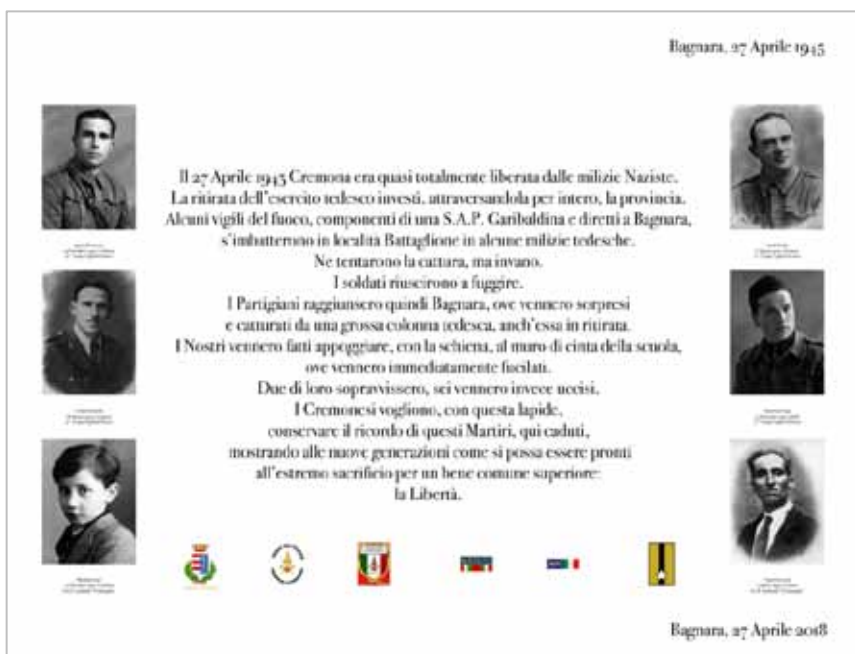 Bagnara, 27 Aprile 1945
Il 27 Aprile 1945 Cremona era quasi totalmente liberata dalle milizie Naziste.
La ritirata dell'esercito tedesco investì, attraversandola per intero, la provincia.
Alcuni vigili del fuoco, componenti di una S.A.P. Garibaldina e diretti a Bagnara,
s'imbatterono in località Battaglione in alcune milizie tedesche.
Ne tentarono la cattura, ma invano.
I soldati riuscirono a fuggire.
I Partigiani raggiunsero quindi Bagnara, ove vennero sorpresi
e catturati da una grossa colonna tedesca, anch'essa in ritirata.
I Nostri vennero fatti appoggiare, con la schiena, al muro di cinta della scuola,
ove vennero immediatamente fucilati.
Due di loro sopravvissero, sei vennero invece uccisi.
I Cremonesi vogliono, con questa lapide,
conservare il ricordo di questi Martiri, qui caduti,
mostrando alle nuove generazioni come si possa essere pronti
all'estremo sacrificio per un bene comune superiore:
la Libertà.
Bagnara, 27 Aprile 2018